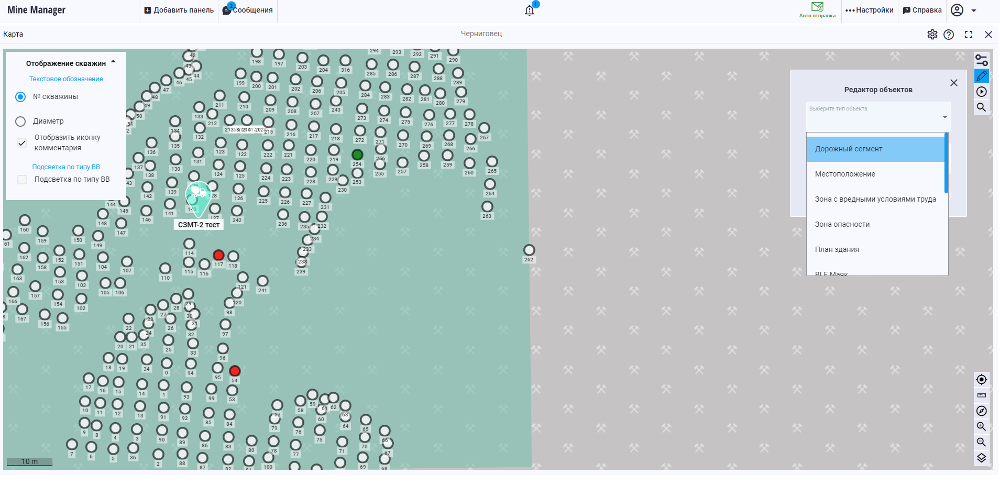 Mine Manager
Добавить панель
2
Сообщения
!
Авто отправка
Настройки
Справка
Карта
Черниговец
Отображение скважин
Текстовое обозначение
№ скважины
Диаметр
Отобразить иконку
комментария
Подсветка по типу ВВ
Подсветка по типу ВВ
Редактор объектов
Выберите тип объекта
Дорожный сегмент
Местоположение
Зона с вредными условиями труда
Зона опасности
План здания
BLE Маяк
СЗМТ-2 тест
10 m
42 294 293 292 291 290
43 44 198 197 203 204 316 285 286 287 288 289
46 45 199 200 201 202 206 205 284 283 282 281 280 279
47 48 49 50 211 210 209 208 207 243 273 274 275 276 277 278
133 212 215 216 217 218 272 271 270 269 268 267
134 132 135 136 123 122 222 221 220 219 254 256 258 259 266
137 138 130 131 124 125 224 223 228 229 253 255 257 260 265
142 139 128 126 225 226 227 230 264
144 145 146 141 127 242 236 235 231 232 263
160 159 150 149 148 147 234 233
61 162 158 152 151 104 107 114 117 118 238 239 262
163 153 103 110 115 116 121 241
166 157 154 102 105 106 120 98
167 156 155 22 23 27 28 29 30 31 26 32 97
20 21 35 24 25 33 96
18 19 34 0 94 95 54
17 16 15 14 1 93 99 53 59 58 61 62 63
10 11 12 13 91 92 85 84 57 79 76 60 64 65
9 8 4 3 90 89 86 83 80 78 77 75 71 70 66 67
7 6 5 36 2 88 87 82 81 100 69 68